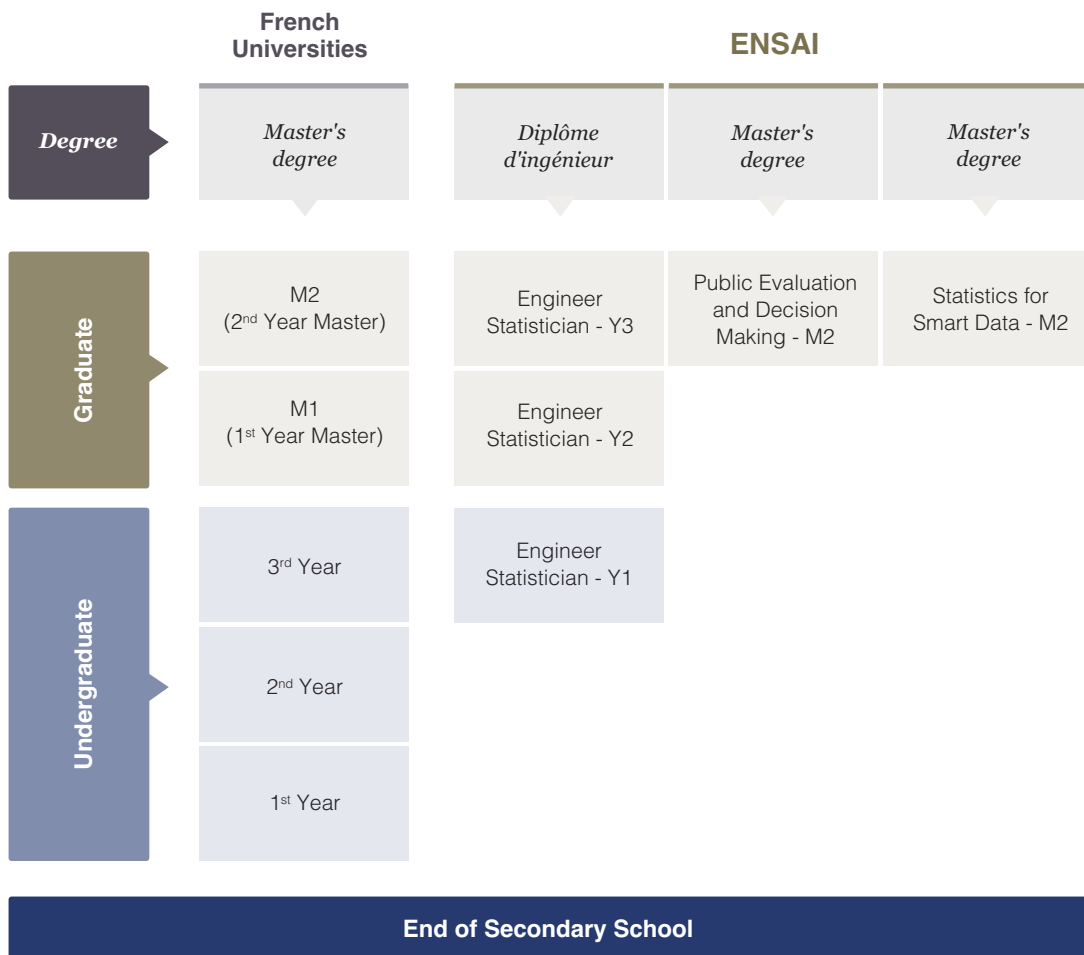 French
Universities
ENSAI
Degree
Master's
degree
Diplôme
d'ingénieur
Master's
degree
Master's
degree
Graduate
M2
(2nd Year Master)
Engineer
Statistician - Y3
Public Evaluation
and Decision
Making - M2
Statistics for
Smart Data - M2
M1
(1st Year Master)
Engineer
Statistician - Y2
Undergraduate
3rd Year
Engineer
Statistician - Y1
2nd Year
1st Year
End of Secondary School